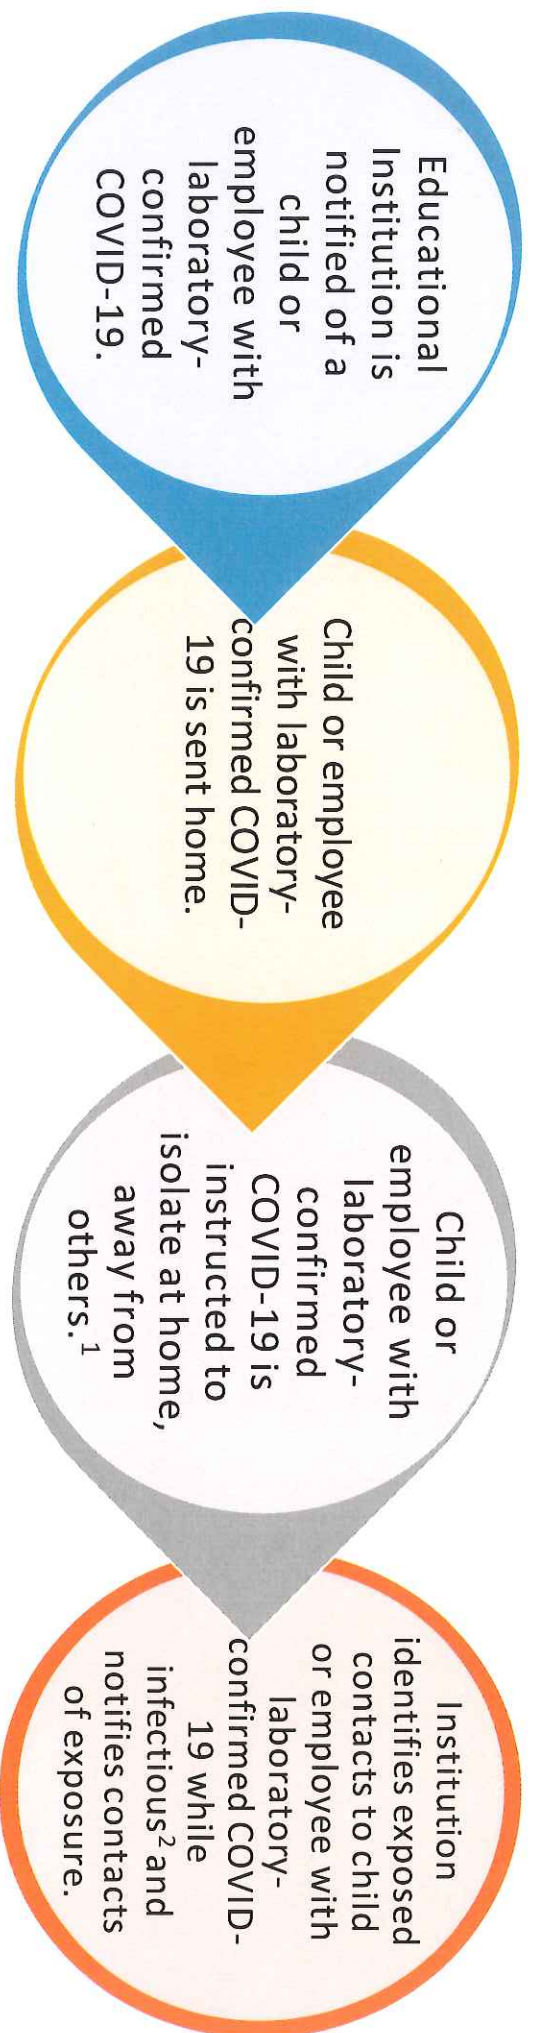 Educational
Institution is
notified of a
child or
employee with
laboratory-
confirmed
COVID-19.
Child or employee
with laboratory-
confirmed COVID-
19 is sent home.
Child or
employee with
laboratory-
confirmed
COVID-19 is
instructed to
isolate at home,
away from
others.¹
Institution
identifies exposed
contacts to child
or employee with
laboratory-
confirmed COVID-
19 while
infectious² and
notifies contacts
of exposure.